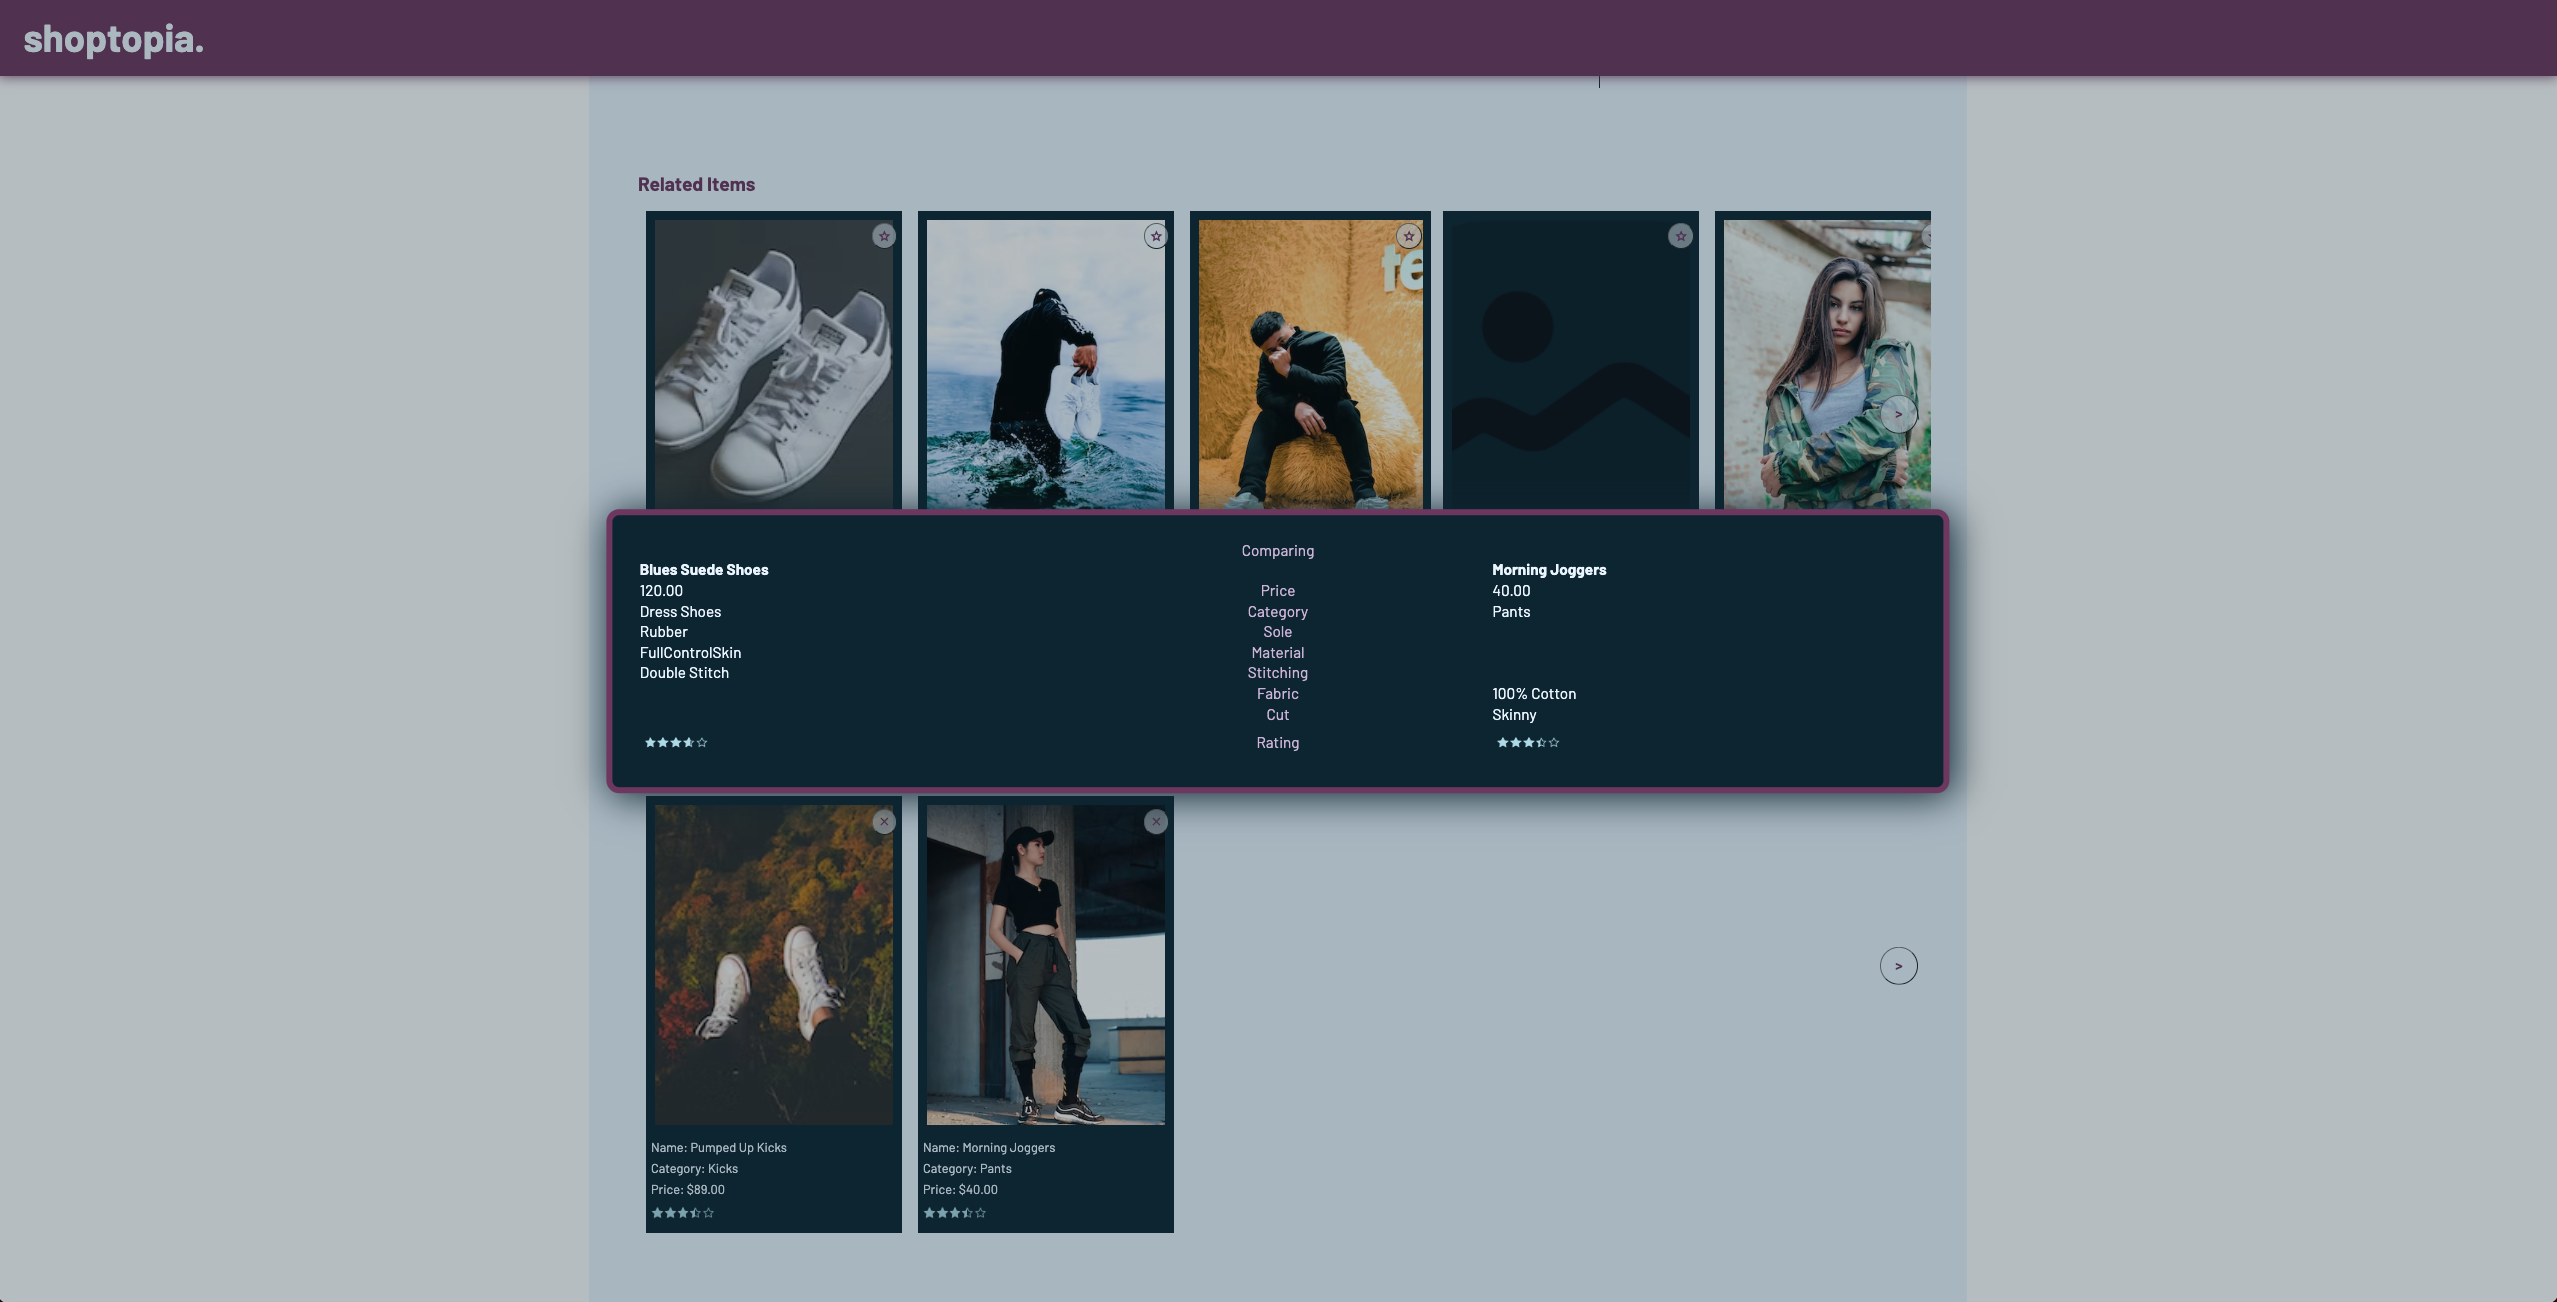 shoptopia.
Related Items
te
>
Comparing
Blues Suede Shoes Morning Joggers
120.00 Price 40.00
Dress Shoes Category Pants
Rubber Sole
FullControlSkin Material
Double Stitch Stitching
Fabric 100% Cotton
Cut Skinny
Rating
>
Name: Pumped Up Kicks
Category: Kicks
Price: $89.00
Name: Morning Joggers
Category: Pants
Price: $40.00